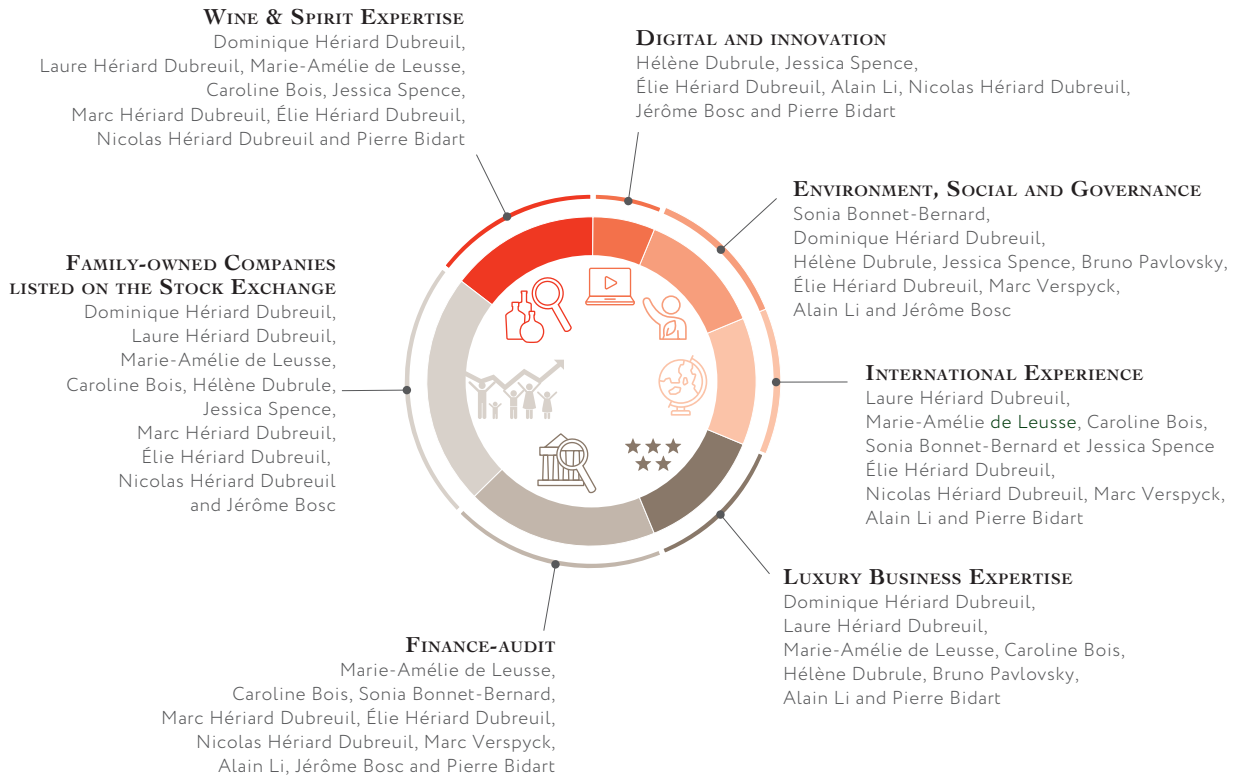 Wine & Spirit Expertise
Dominique Hériard Dubreuil,
Laure Hériard Dubreuil, Marie-Amélie de Leusse,
Caroline Bois, Jessica Spence,
Marc Hériard Dubreuil, Élie Hériard Dubreuil,
Nicolas Hériard Dubreuil and Pierre Bidart
Digital and innovation
Hélène Dubrule, Jessica Spence,
Élie Hériard Dubreuil, Alain Li, Nicolas Hériard Dubreuil,
Jérôme Bosc and Pierre Bidart
Environment, Social and Governance
Sonia Bonnet-Bernard,
Dominique Hériard Dubreuil,
Hélène Dubrule, Jessica Spence, Bruno Pavlovsky,
Élie Hériard Dubreuil, Marc Verspyck,
Alain Li and Jérôme Bosc
Family-owned Companies
listed on the Stock Exchange
Dominique Hériard Dubreuil,
Laure Hériard Dubreuil,
Marie-Amélie de Leusse,
Caroline Bois, Hélène Dubrule,
Jessica Spence,
Marc Hériard Dubreuil,
Élie Hériard Dubreuil,
Nicolas Hériard Dubreuil
and Jérôme Bosc
International Experience
Laure Hériard Dubreuil,
Marie-Amélie de Leusse, Caroline Bois,
Sonia Bonnet-Bernard et Jessica Spence
Élie Hériard Dubreuil,
Nicolas Hériard Dubreuil, Marc Verspyck,
Alain Li and Pierre Bidart
Luxury Business Expertise
Dominique Hériard Dubreuil,
Laure Hériard Dubreuil,
Marie-Amélie de Leusse, Caroline Bois,
Hélène Dubrule, Bruno Pavlovsky,
Alain Li and Pierre Bidart
Finance-audit
Marie-Amélie de Leusse,
Caroline Bois, Sonia Bonnet-Bernard,
Marc Hériard Dubreuil, Élie Hériard Dubreuil,
Nicolas Hériard Dubreuil, Marc Verspyck,
Alain Li, Jérôme Bosc and Pierre Bidart